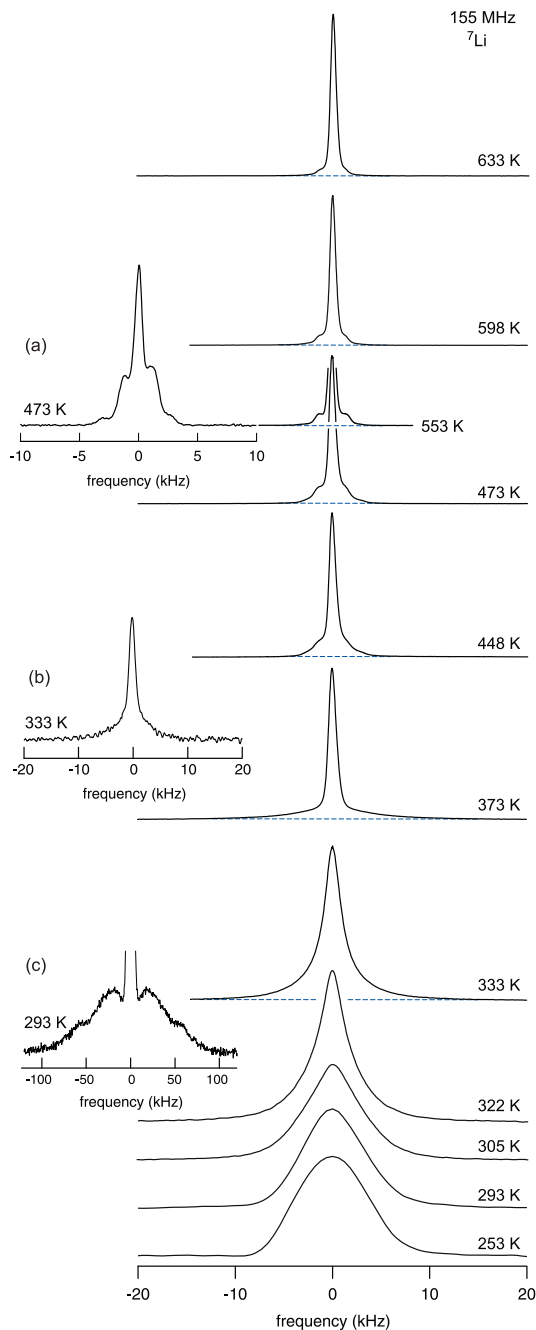 155 MHz
⁷Li
633 K
598 K
(a)
473 K
-10 -5 0 5 10
frequency (kHz)
553 K
473 K
448 K
(b)
333 K
-20 -10 0 10 20
frequency (kHz)
373 K
333 K
(c)
293 K
-100 -50 0 50 100
frequency (kHz)
322 K
305 K
293 K
253 K
-20 -10 0 10 20
frequency (kHz)